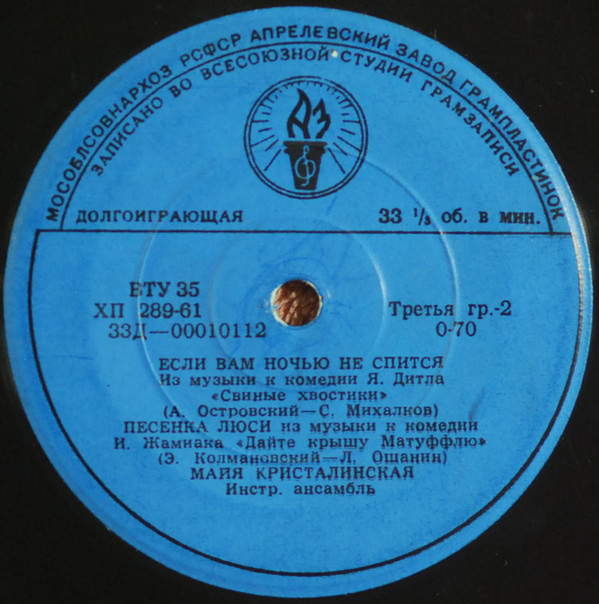 МОСОБЛСОВНАРХОЗ РСФСР АПРЕЛЕВСКИЙ ЗАВОД ГРАМПЛАСТИНОК
ЗАПИСАНО ВО ВСЕСОЮЗНОЙ СТУДИИ ГРАМЗАПИСИ
АЗ
ДОЛГОИГРАЮЩАЯ 33 ⅓ об. в мин.
ВТУ 35
ХП 289-61 Третья гр.-2
33Д—00010112 0-70
ЕСЛИ ВАМ НОЧЬЮ НЕ СПИТСЯ
Из музыки к комедии Я. Дитла
«Свиные хвостики»
(А. Островский—С. Михалков)
ПЕСЕНКА ЛЮСИ из музыки к комедии
И. Жамиака «Дайте крышу Матуффлю»
(Э. Колмановский—Л. Ошанин)
МАЙЯ КРИСТАЛИНСКАЯ
Инстр. ансамбль